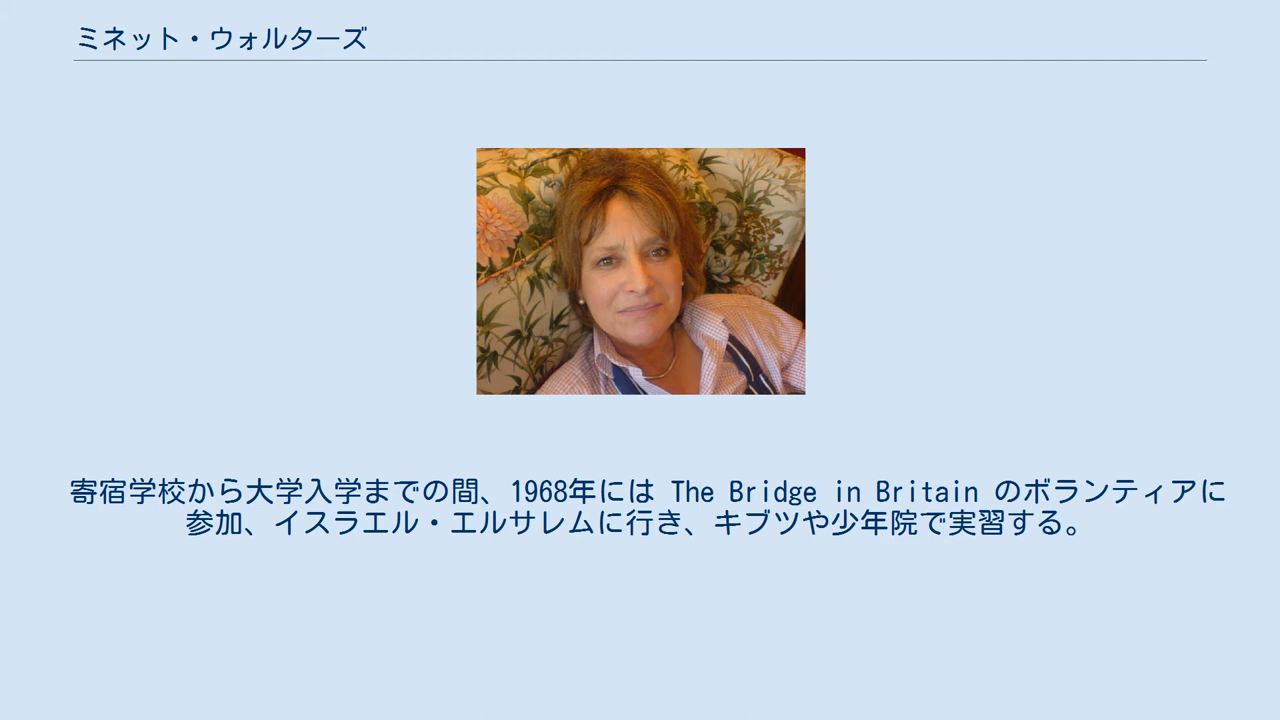 ミネット・ウォルターズ
寄宿学校から大学入学までの間、1968年には The Bridge in Britain のボランティアに
参加、イスラエル・エルサレムに行き、キブツや少年院で実習する。